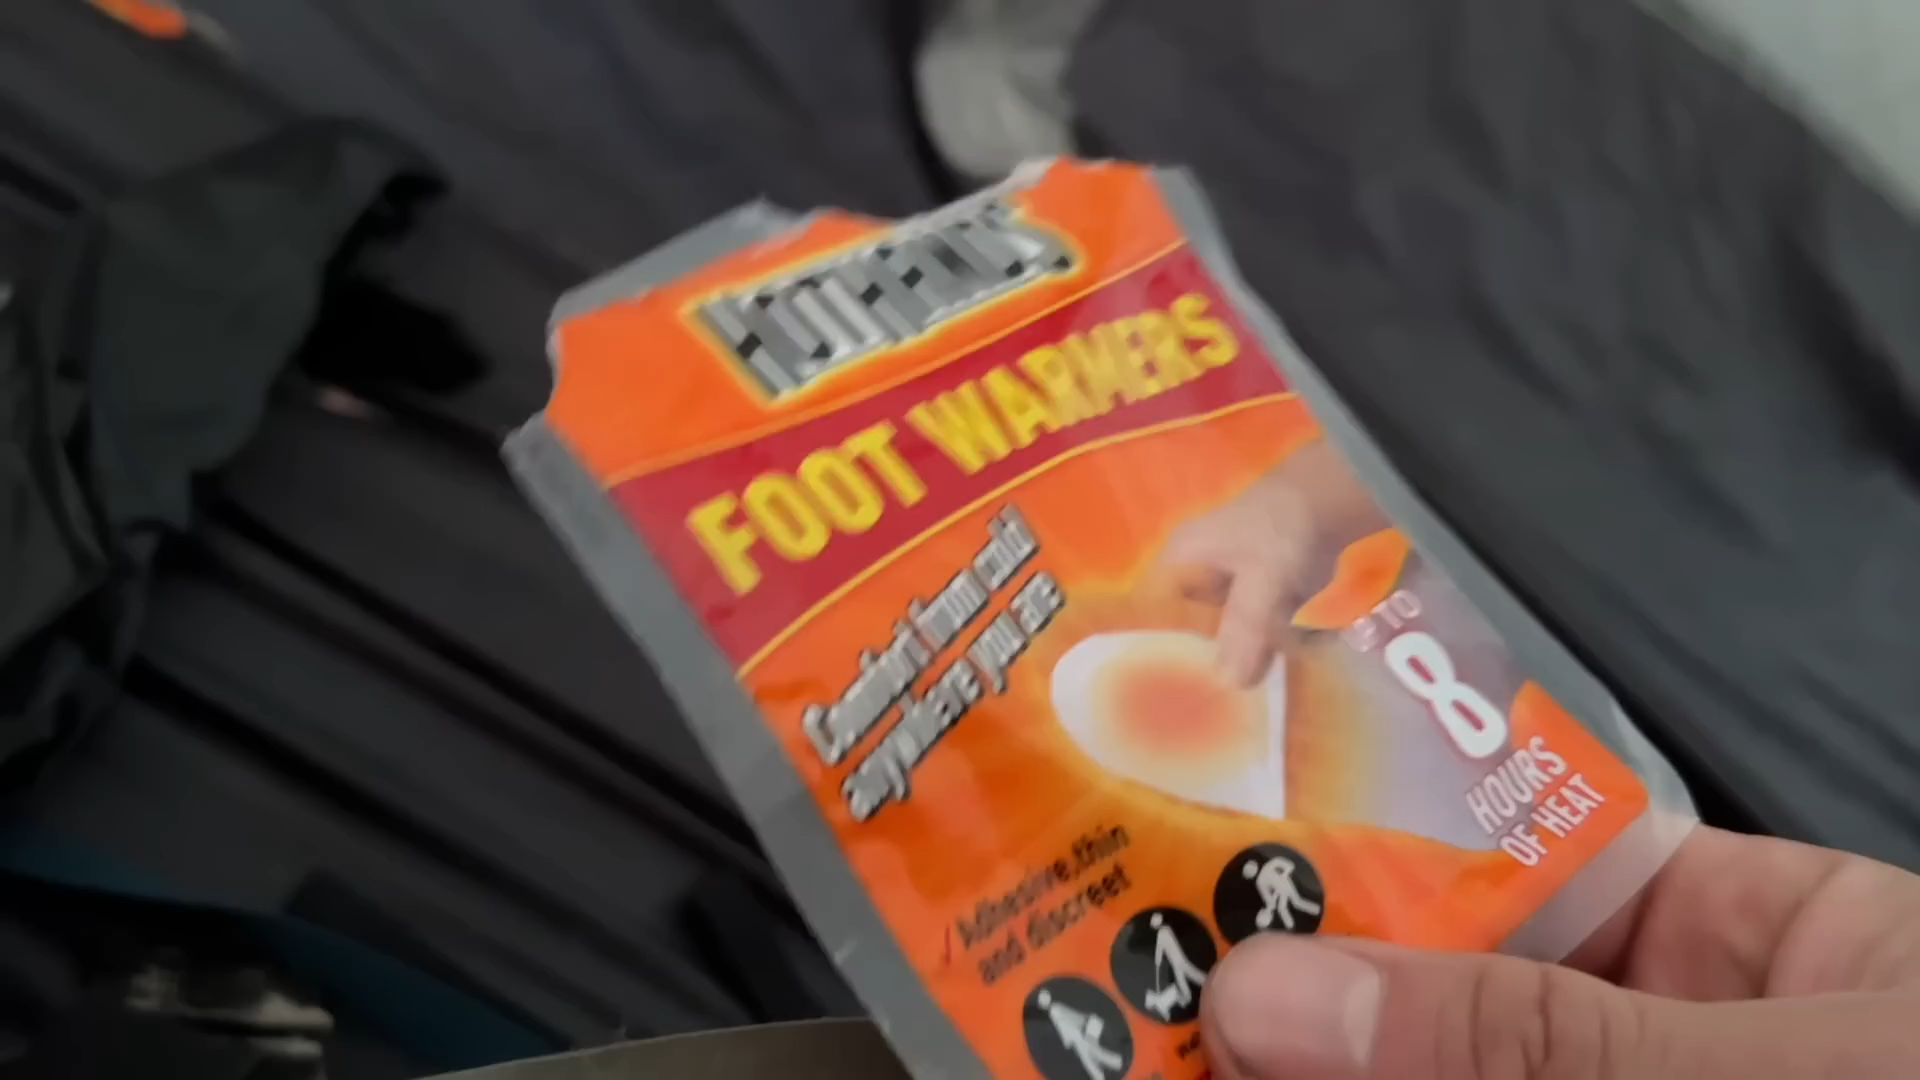 HotHands
FOOT WARMERS
Comfort from cold
anywhere you are
UP TO
8
HOURS
OF HEAT
✓ Adhesive, thin
and discreet